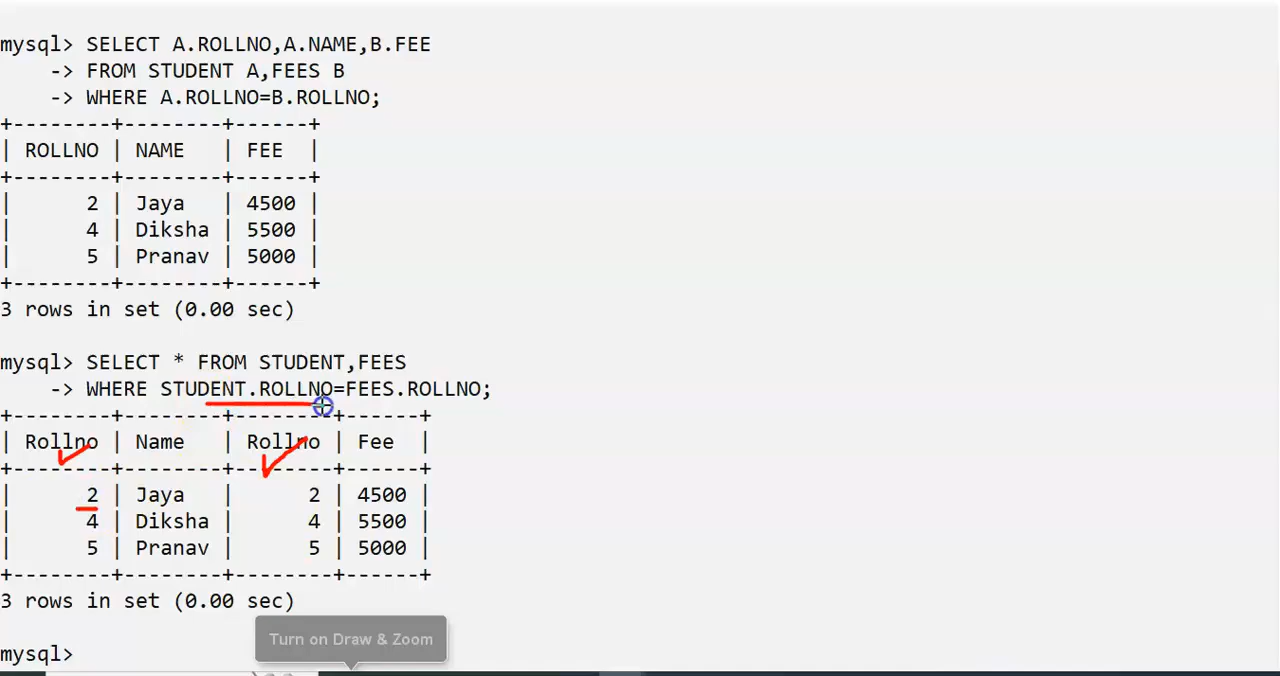 mysql> SELECT A.ROLLNO,A.NAME,B.FEE
    -> FROM STUDENT A,FEES B
    -> WHERE A.ROLLNO=B.ROLLNO;
+--------+--------+------+
| ROLLNO | NAME   | FEE  |
+--------+--------+------+
|      2 | Jaya   | 4500 |
|      4 | Diksha | 5500 |
|      5 | Pranav | 5000 |
+--------+--------+------+
3 rows in set (0.00 sec)
mysql> SELECT * FROM STUDENT,FEES
    -> WHERE STUDENT.ROLLNO=FEES.ROLLNO;
+--------+--------+--------+------+
| Rollno | Name   | Rollno | Fee  |
+--------+--------+--------+------+
|      2 | Jaya   |      2 | 4500 |
|      4 | Diksha |      4 | 5500 |
|      5 | Pranav |      5 | 5000 |
+--------+--------+--------+------+
3 rows in set (0.00 sec)
Turn on Draw & Zoom
mysql>